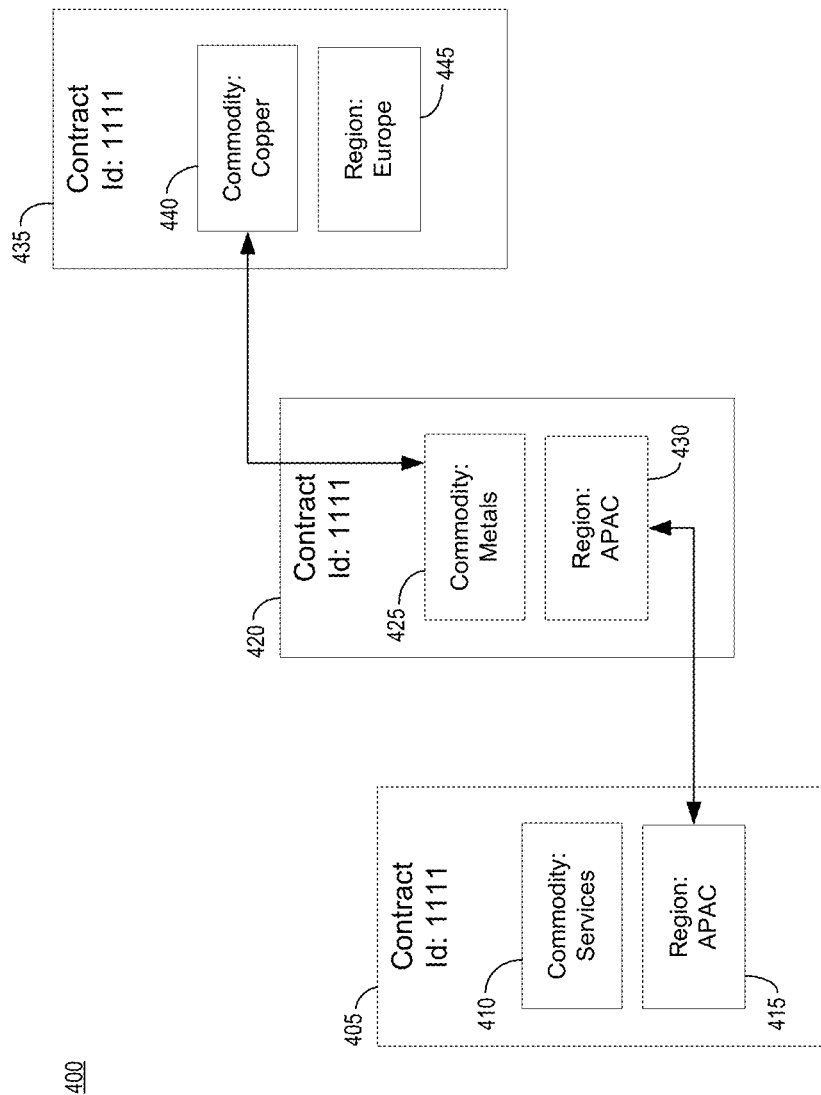 400
405
Contract
Id: 1111
410
Commodity:
Services
Region:
APAC
415
420
Contract
Id: 1111
425
Commodity:
Metals
Region:
APAC
430
435
Contract
Id: 1111
440
Commodity:
Copper
Region:
Europe
445